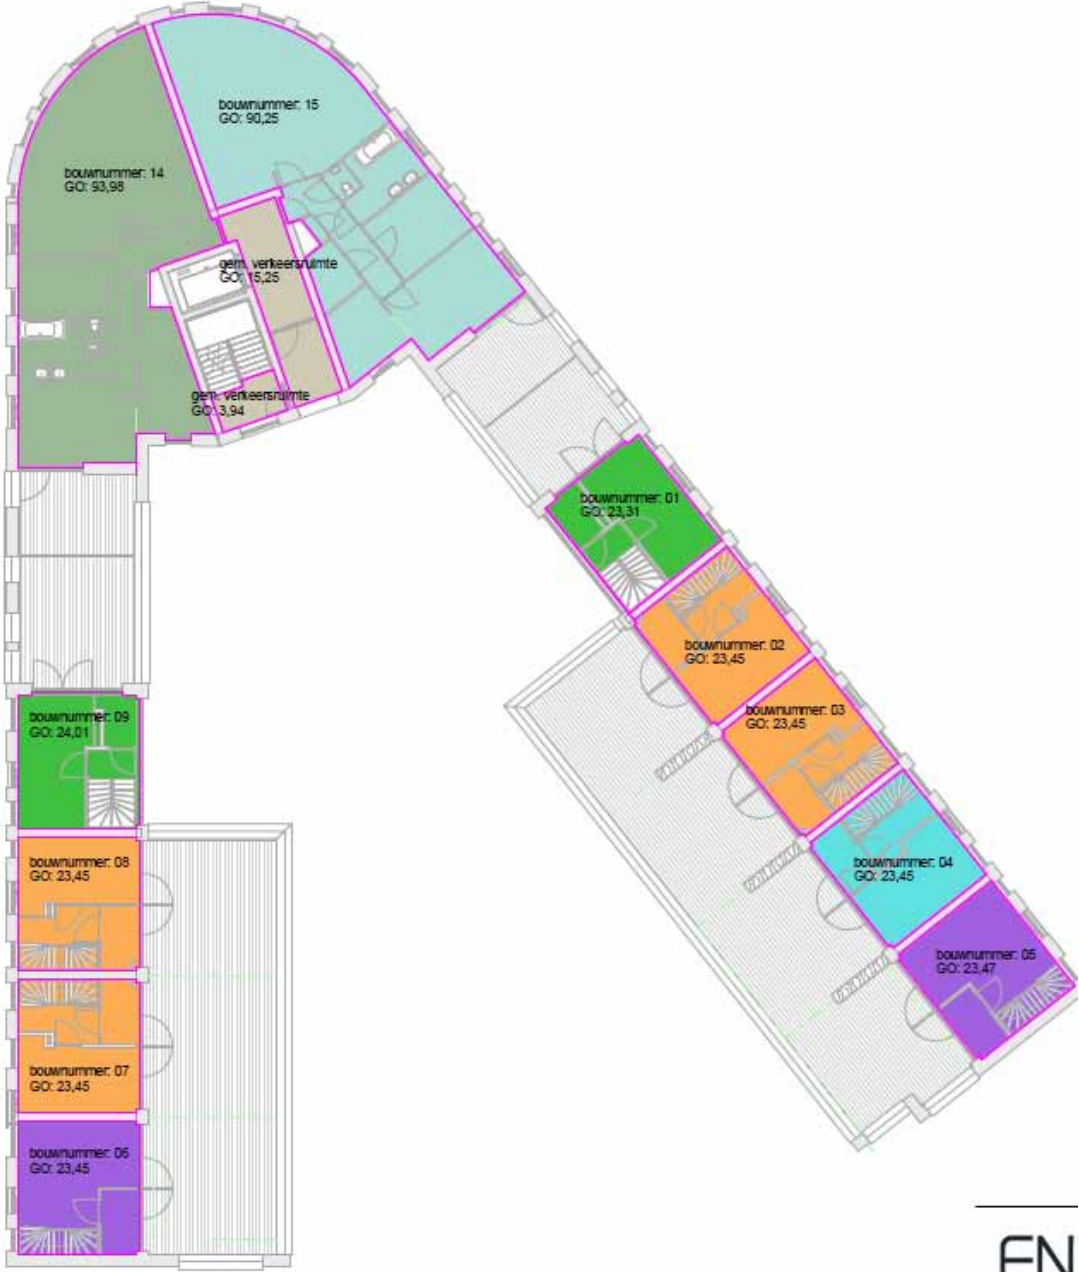 bouwnummer: 15
GO: 90,25
bouwnummer: 14
GO: 93,98
gem. verkeersruimte
GO: 15,25
gem. verkeersruimte
GO: 3,94
bouwnummer: 01
GO: 23,31
bouwnummer: 02
GO: 23,45
bouwnummer: 03
GO: 23,45
bouwnummer: 04
GO: 23,45
bouwnummer: 05
GO: 23,47
bouwnummer: 09
GO: 24,01
bouwnummer: 08
GO: 23,45
bouwnummer: 07
GO: 23,45
bouwnummer: 06
GO: 23,45